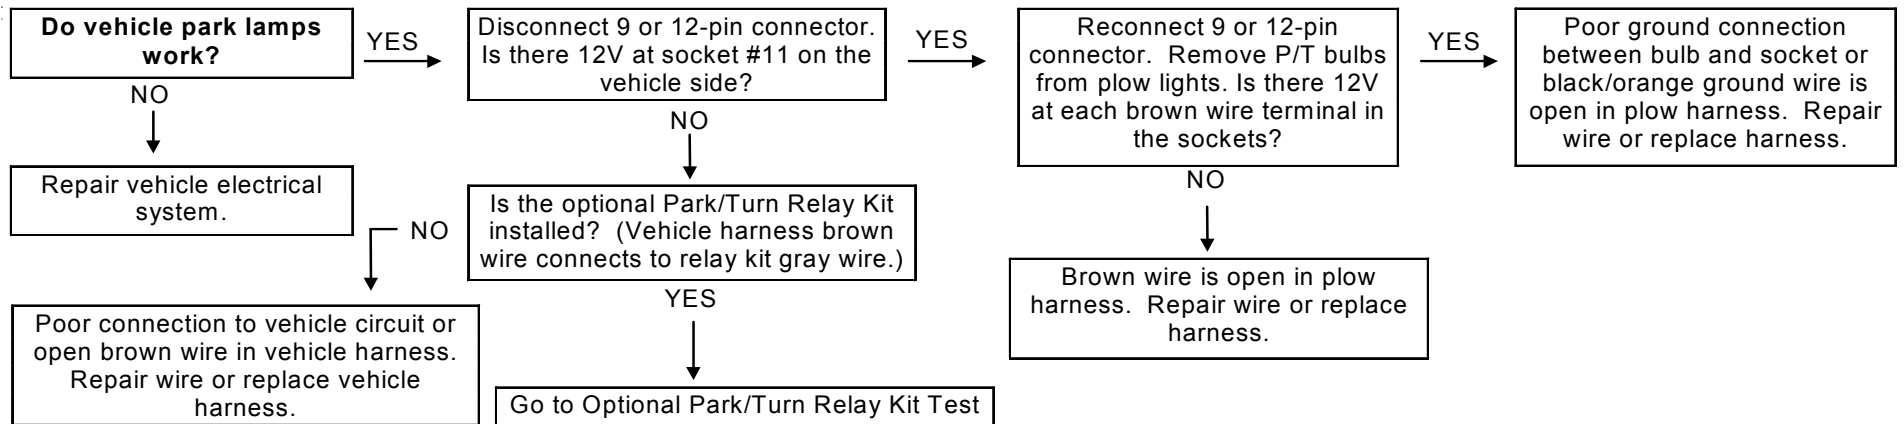 Do vehicle park lamps
work?
YES
NO
Repair vehicle electrical
system.
Disconnect 9 or 12-pin connector.
Is there 12V at socket #11 on the
vehicle side?
YES
NO
Is the optional Park/Turn Relay Kit
installed? (Vehicle harness brown
wire connects to relay kit gray wire.)
NO
Poor connection to vehicle circuit or
open brown wire in vehicle harness.
Repair wire or replace vehicle
harness.
YES
Go to Optional Park/Turn Relay Kit Test
Reconnect 9 or 12-pin
connector. Remove P/T bulbs
from plow lights. Is there 12V
at each brown wire terminal in
the sockets?
YES
NO
Brown wire is open in plow
harness. Repair wire or replace
harness.
Poor ground connection
between bulb and socket or
black/orange ground wire is
open in plow harness. Repair
wire or replace harness.